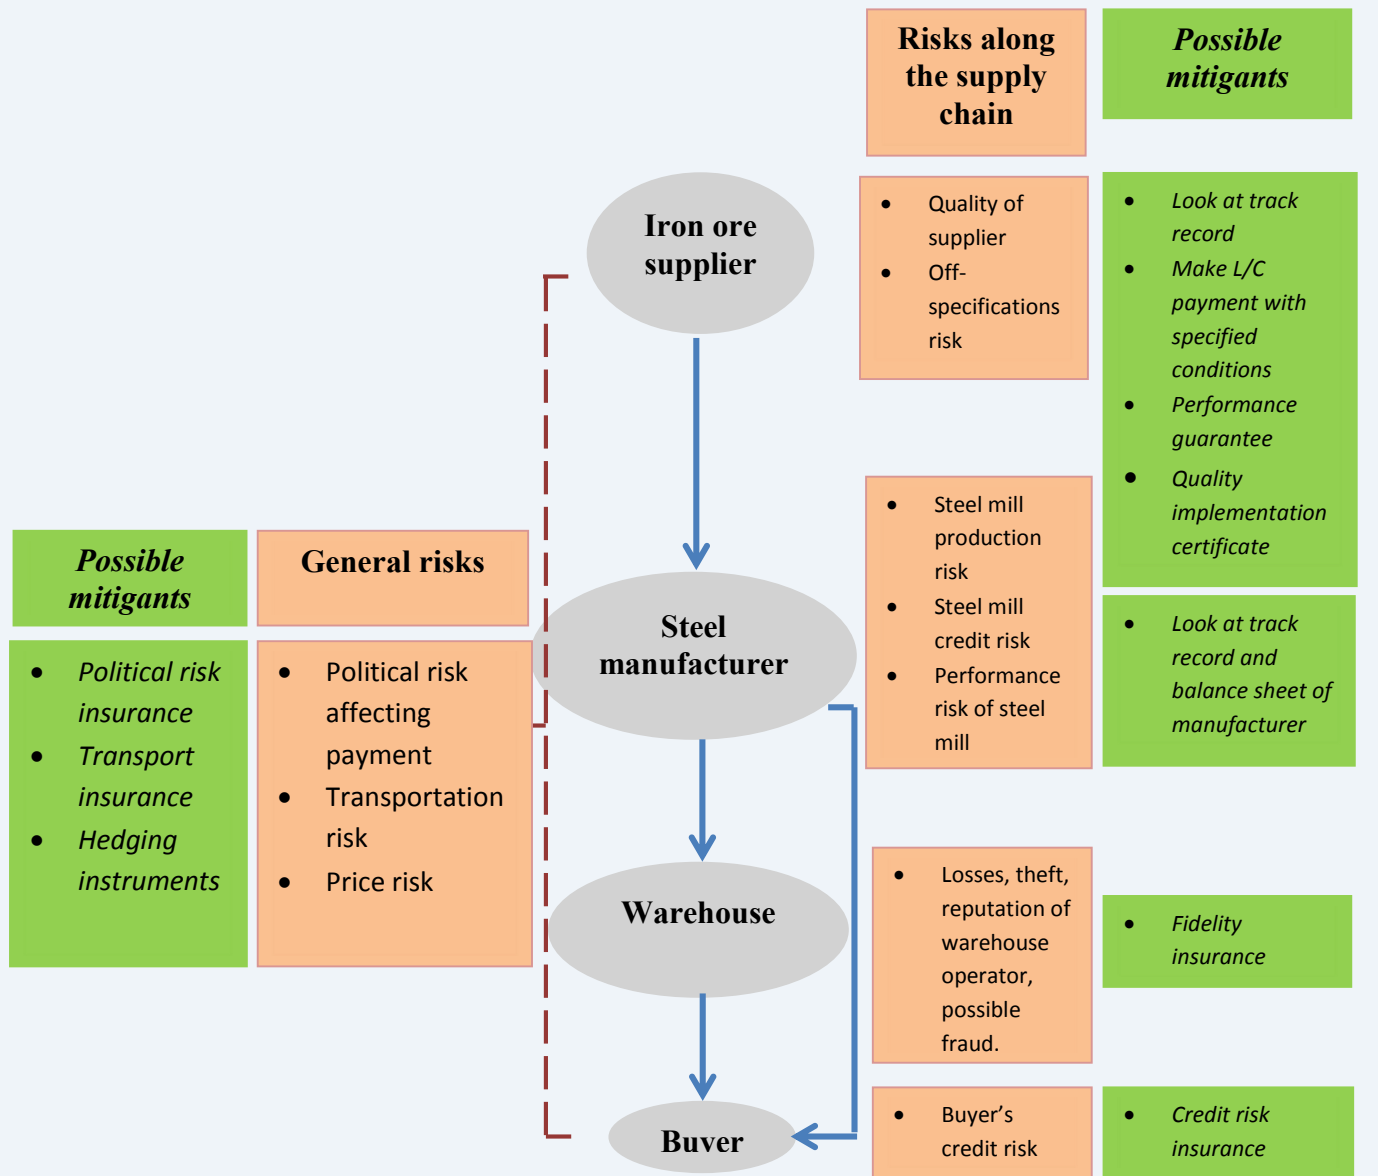 Risks along
the supply
chain
Possible
mitigants
Iron ore
supplier
• Quality of
supplier
• Off-
specifications
risk
• Look at track
record
• Make L/C
payment with
specified
conditions
• Performance
guarantee
• Quality
implementation
certificate
Possible
mitigants
General risks
Steel
manufacturer
• Steel mill
production
risk
• Steel mill
credit risk
• Performance
risk of steel
mill
• Look at track
record and
balance sheet of
manufacturer
• Political risk
insurance
• Transport
insurance
• Hedging
instruments
• Political risk
affecting
payment
• Transportation
risk
• Price risk
Warehouse
• Losses, theft,
reputation of
warehouse
operator,
possible
fraud.
• Fidelity
insurance
Buver
• Buyer’s
credit risk
• Credit risk
insurance